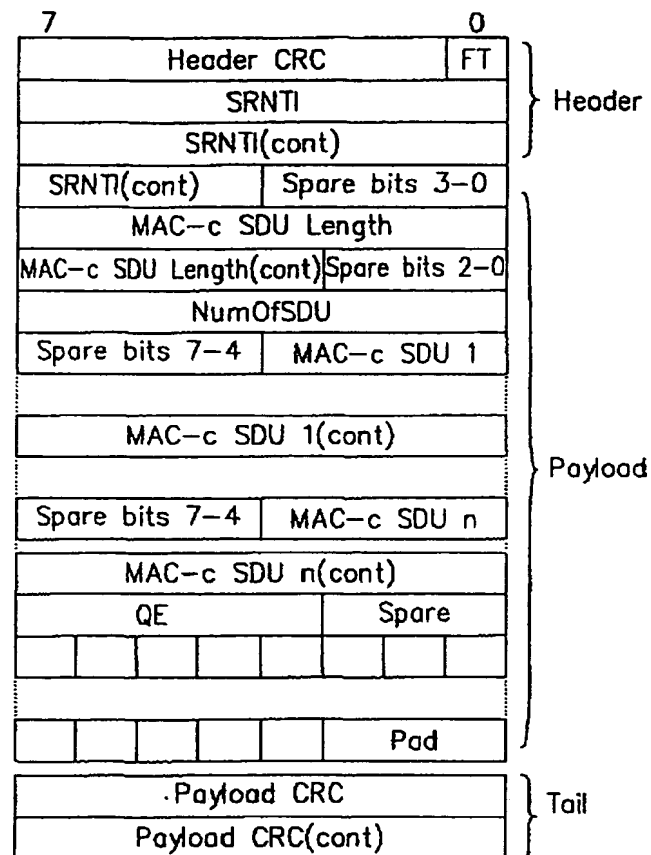 7 0
Header CRC FT
SRNTI
Header
SRNTI(cont)
SRNTI(cont) Spare bits 3-0
MAC-c SDU Length
MAC-c SDU Length(cont) Spare bits 2-0
NumOfSDU
Spare bits 7-4 MAC-c SDU 1
MAC-c SDU 1(cont)
Payload
Spare bits 7-4 MAC-c SDU n
MAC-c SDU n(cont)
QE Spare
Pad
Payload CRC
Tail
Payload CRC(cont)